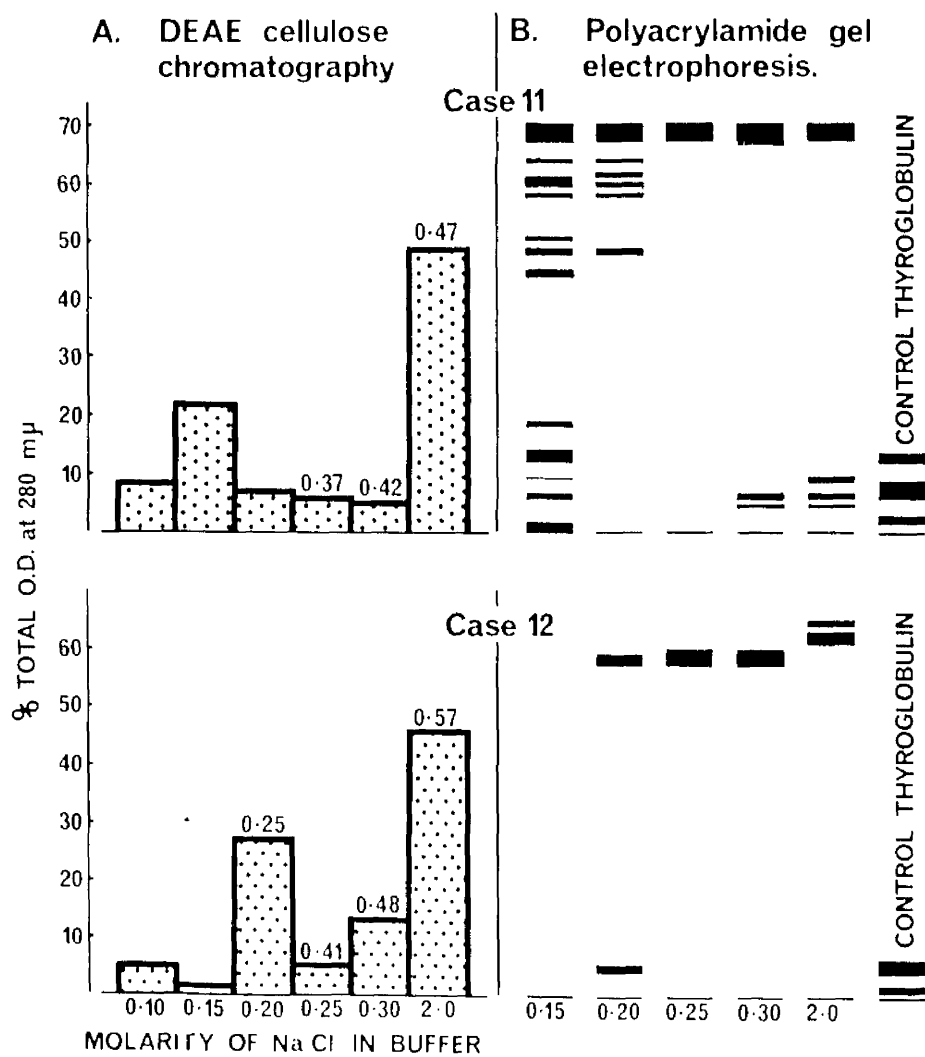 A. DEAE cellulose
chromatography
B. Polyacrylamide gel
electrophoresis.
Case 11
70
60
50
40
30
20
10
0·37
0·42
0·47
CONTROL THYROGLOBULIN
% TOTAL O.D. at 280 mµ
Case 12
60
50
40
30
20
10
0·25
0·41
0·48
0·57
CONTROL THYROGLOBULIN
0·10 0·15 0·20 0·25 0·30 2·0
0·15 0·20 0·25 0·30 2·0
MOLARITY OF NaCl IN BUFFER